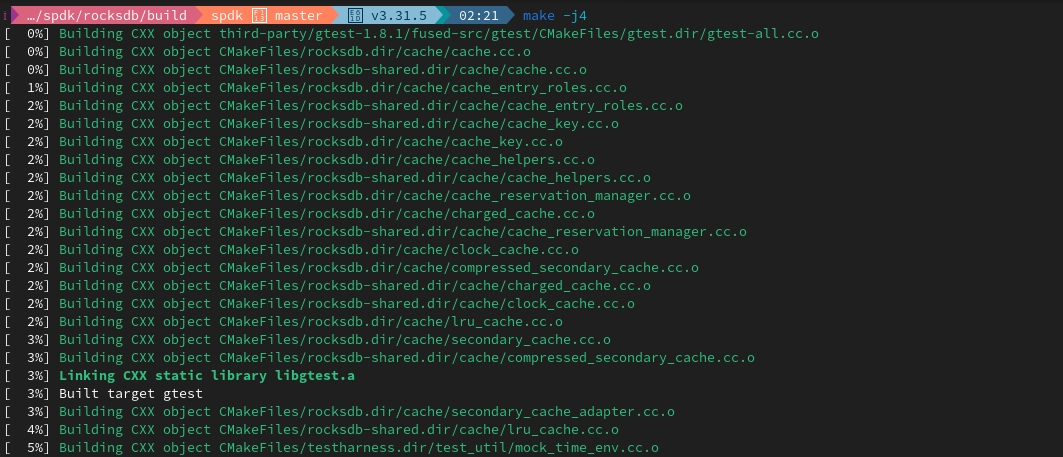 …/spdk/rocksdb/build spdk master v3.31.5 02:21 make -j4
[  0%] Building CXX object third-party/gtest-1.8.1/fused-src/gtest/CMakeFiles/gtest.dir/gtest-all.cc.o
[  0%] Building CXX object CMakeFiles/rocksdb.dir/cache/cache.cc.o
[  0%] Building CXX object CMakeFiles/rocksdb-shared.dir/cache/cache.cc.o
[  1%] Building CXX object CMakeFiles/rocksdb.dir/cache/cache_entry_roles.cc.o
[  2%] Building CXX object CMakeFiles/rocksdb-shared.dir/cache/cache_entry_roles.cc.o
[  2%] Building CXX object CMakeFiles/rocksdb-shared.dir/cache/cache_key.cc.o
[  2%] Building CXX object CMakeFiles/rocksdb.dir/cache/cache_key.cc.o
[  2%] Building CXX object CMakeFiles/rocksdb.dir/cache/cache_helpers.cc.o
[  2%] Building CXX object CMakeFiles/rocksdb-shared.dir/cache/cache_helpers.cc.o
[  2%] Building CXX object CMakeFiles/rocksdb.dir/cache/cache_reservation_manager.cc.o
[  2%] Building CXX object CMakeFiles/rocksdb.dir/cache/charged_cache.cc.o
[  2%] Building CXX object CMakeFiles/rocksdb-shared.dir/cache/cache_reservation_manager.cc.o
[  2%] Building CXX object CMakeFiles/rocksdb.dir/cache/clock_cache.cc.o
[  2%] Building CXX object CMakeFiles/rocksdb.dir/cache/compressed_secondary_cache.cc.o
[  2%] Building CXX object CMakeFiles/rocksdb-shared.dir/cache/charged_cache.cc.o
[  2%] Building CXX object CMakeFiles/rocksdb-shared.dir/cache/clock_cache.cc.o
[  2%] Building CXX object CMakeFiles/rocksdb.dir/cache/lru_cache.cc.o
[  3%] Building CXX object CMakeFiles/rocksdb.dir/cache/secondary_cache.cc.o
[  3%] Building CXX object CMakeFiles/rocksdb-shared.dir/cache/compressed_secondary_cache.cc.o
[  3%] Linking CXX static library libgtest.a
[  3%] Built target gtest
[  3%] Building CXX object CMakeFiles/rocksdb.dir/cache/secondary_cache_adapter.cc.o
[  4%] Building CXX object CMakeFiles/rocksdb-shared.dir/cache/lru_cache.cc.o
[  5%] Building CXX object CMakeFiles/testharness.dir/test_util/mock_time_env.cc.o